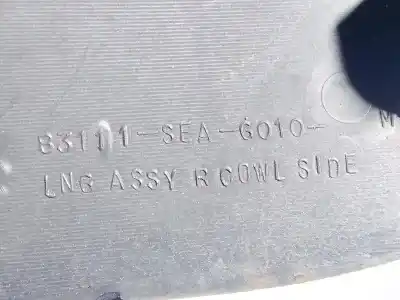 83111-SEA-G010- M
LNG ASSY R COWL SIDE